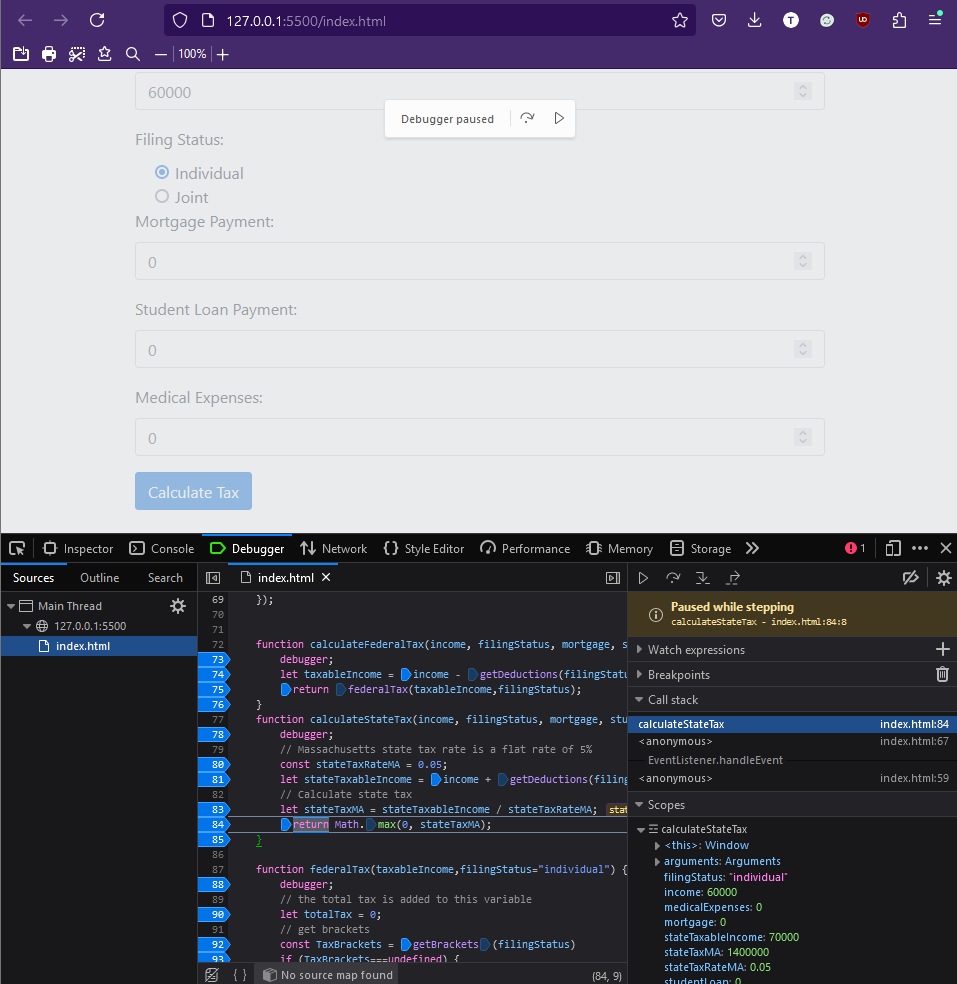 127.0.0.1:5500/index.html
T
UO
100%
60000
Debugger paused
Filing Status:
Individual
Joint
Mortgage Payment:
0
Student Loan Payment:
0
Medical Expenses:
0
Calculate Tax
Inspector
Console
Debugger
Network
Style Editor
Performance
Memory
Storage
1
Sources
Outline
Search
index.html
Main Thread
127.0.0.1:5500
index.html
69 });
70
71
72 function calculateFederalTax(income, filingStatus, mortgage, s
73 debugger;
74 let taxableIncome = income - getDeductions(filingStatu
75 return federalTax(taxableIncome,filingStatus);
76 }
77 function calculateStateTax(income, filingStatus, mortgage, stu
78 debugger;
79 // Massachusetts state tax rate is a flat rate of 5%
80 const stateTaxRateMA = 0.05;
81 let stateTaxableIncome = income + getDeductions(filing
82 // Calculate state tax
83 let stateTaxMA = stateTaxableIncome / stateTaxRateMA; stat
84 return Math.max(0, stateTaxMA);
85 }
86
87 function federalTax(taxableIncome,filingStatus="individual") {
88 debugger;
89 // the total tax is added to this variable
90 let totalTax = 0;
91 // get brackets
92 const TaxBrackets = getBrackets(filingStatus)
93 if (TaxBrackets===undefined) {
{ } No source map found
(84, 9)
Paused while stepping
calculateStateTax - index.html:84:8
Watch expressions
Breakpoints
Call stack
calculateStateTax index.html:84
<anonymous> index.html:67
EventListener.handleEvent
<anonymous> index.html:59
Scopes
calculateStateTax
<this>: Window
arguments: Arguments
filingStatus: "individual"
income: 60000
medicalExpenses: 0
mortgage: 0
stateTaxableIncome: 70000
stateTaxMA: 1400000
stateTaxRateMA: 0.05
studentLoan: 0